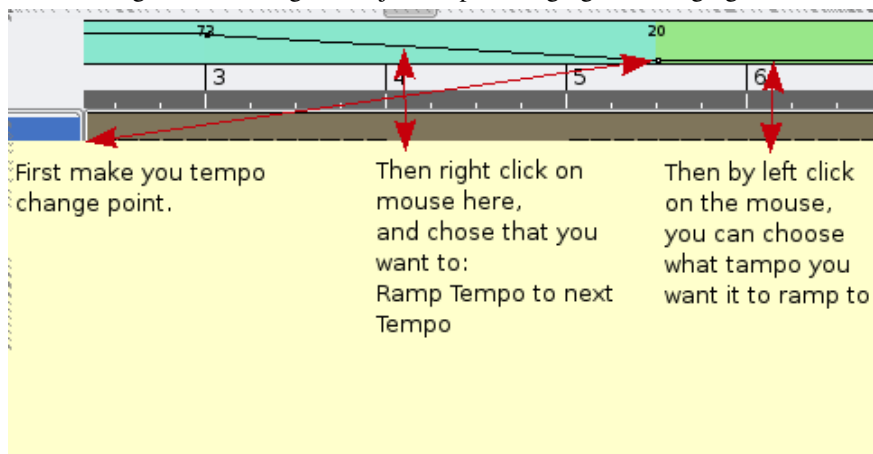 73
20
3
4
5
6
First make you tempo
change point.
Then right click on
mouse here,
and chose that you
want to:
Ramp Tempo to next
Tempo
Then by left click
on the mouse,
you can choose
what tampo you
want it to ramp to